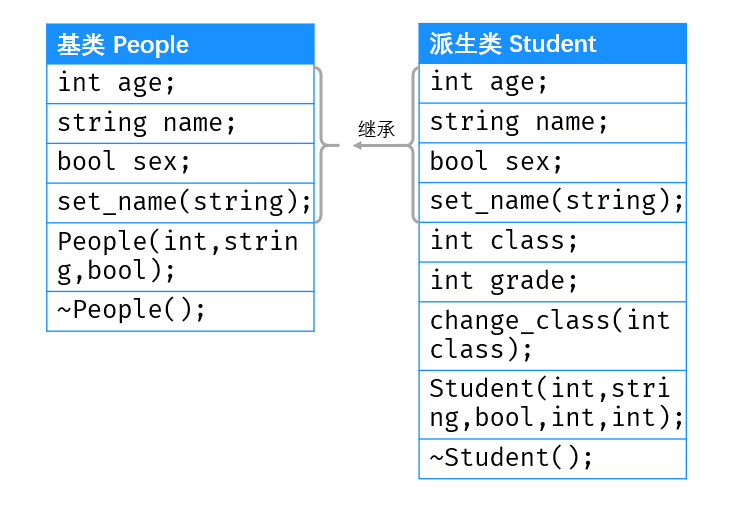 基类 People
int age;
string name;
bool sex;
set_name(string);
People(int,strin
g,bool);
~People();
继承
派生类 Student
int age;
string name;
bool sex;
set_name(string);
int class;
int grade;
change_class(int
class);
Student(int,stri
ng,bool,int,int);
~Student();